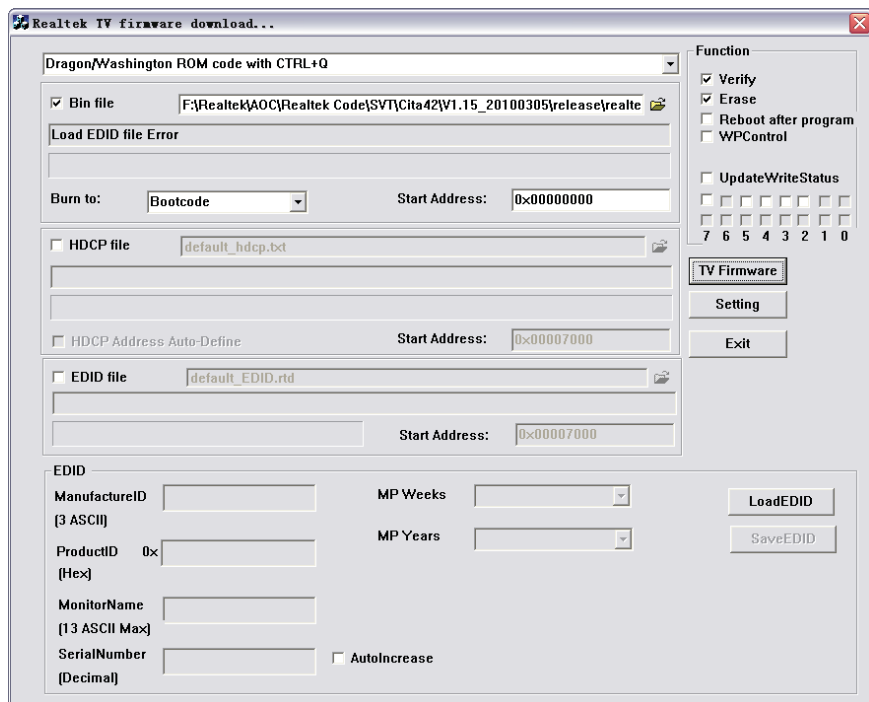 Realtek TV firmware download...
Dragon/Washington ROM code with CTRL+Q
Bin file F:\Realtek\AOC\Realtek Code\SVT\Cita42\V1.15_20100305\release\realte
Load EDID file Error
Burn to: Bootcode Start Address: 0x00000000
HDCP file default_hdcp.txt
HDCP Address Auto-Define Start Address: 0x00007000
EDID file default_EDID.rtd
Start Address: 0x00007000
Function
Verify
Erase
Reboot after program
WPControl
UpdateWriteStatus
7 6 5 4 3 2 1 0
TV Firmware
Setting
Exit
EDID
ManufactureID
(3 ASCII)
ProductID 0x
(Hex)
MonitorName
(13 ASCII Max)
SerialNumber
(Decimal)
AutoIncrease
MP Weeks
MP Years
LoadEDID
SaveEDID